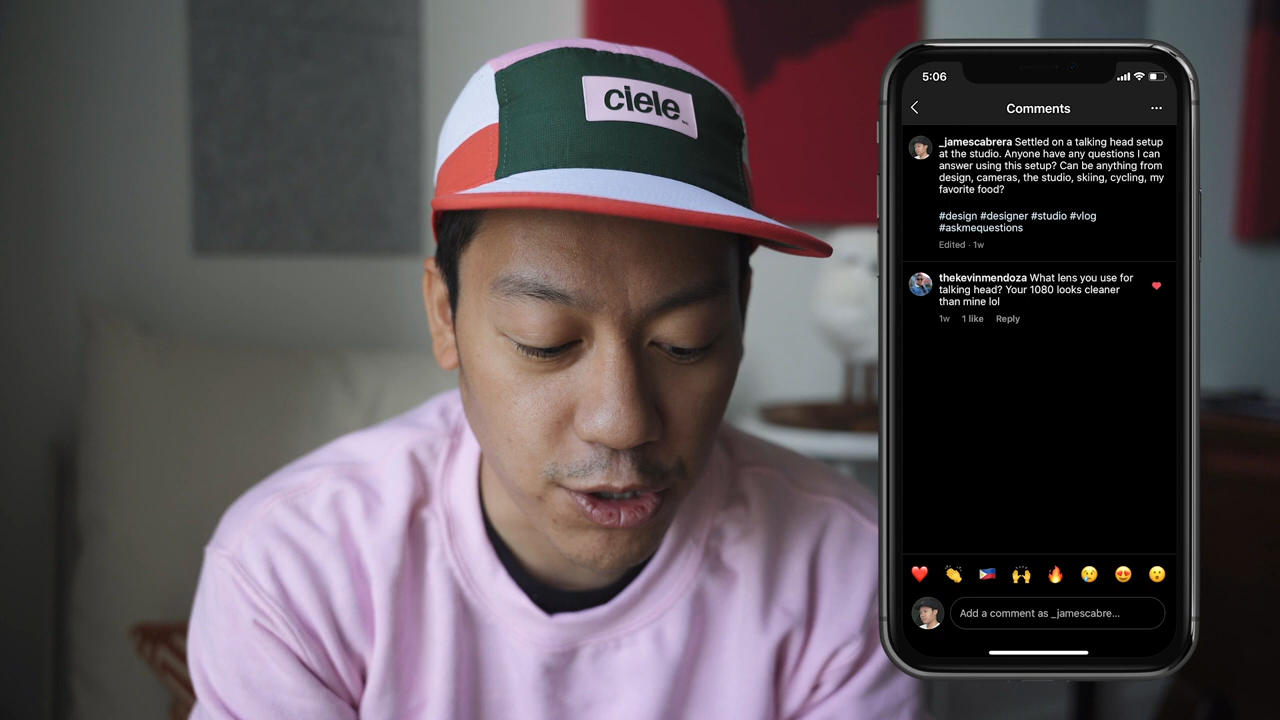 ciele
5:06
Comments
_jamescabrera Settled on a talking head setup
at the studio. Anyone have any questions I can
answer using this setup? Can be anything from
design, cameras, the studio, skiing, cycling, my
favorite food?
#design #designer #studio #vlog
#askmequestions
Edited · 1w
thekevinmendoza What lens you use for
talking head? Your 1080 looks cleaner
than mine lol
1w 1 like Reply
Add a comment as _jamescabre...